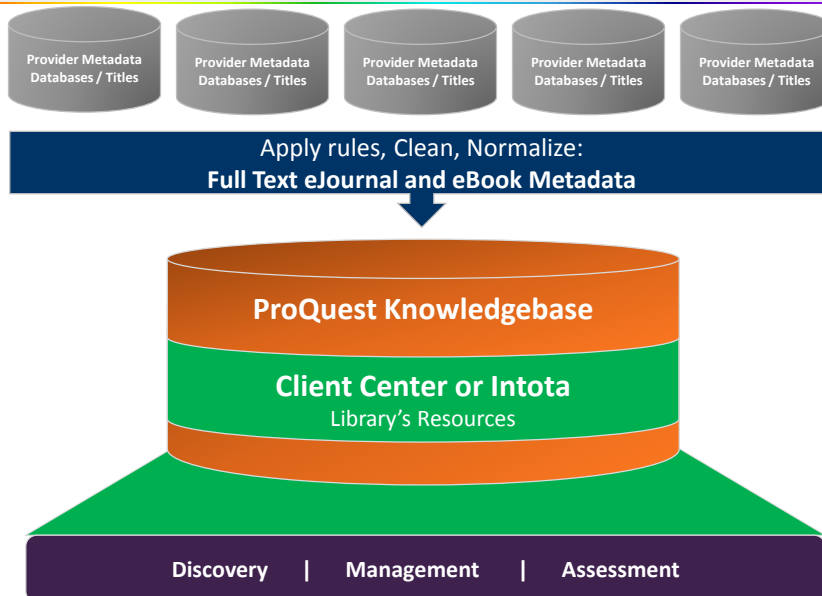 Provider Metadata
Databases / Titles
Provider Metadata
Databases / Titles
Provider Metadata
Databases / Titles
Provider Metadata
Databases / Titles
Provider Metadata
Databases / Titles
Apply rules, Clean, Normalize:
Full Text eJournal and eBook Metadata
ProQuest Knowledgebase
Client Center or Intota
Library's Resources
Discovery | Management | Assessment